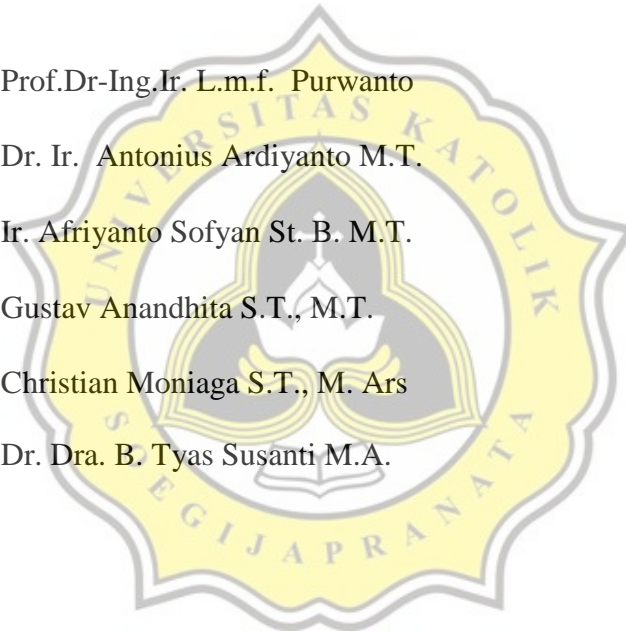 Prof.Dr-Ing.Ir. L.m.f. Purwanto
Dr. Ir. Antonius Ardiyanto M.T.
Ir. Afriyanto Sofyan St. B. M.T.
Gustav Anandhita S.T., M.T.
Christian Moniaga S.T., M. Ars
Dr. Dra. B. Tyas Susanti M.A.
UNIVERSITAS KATOLIK
SOEGIJAPRANATA